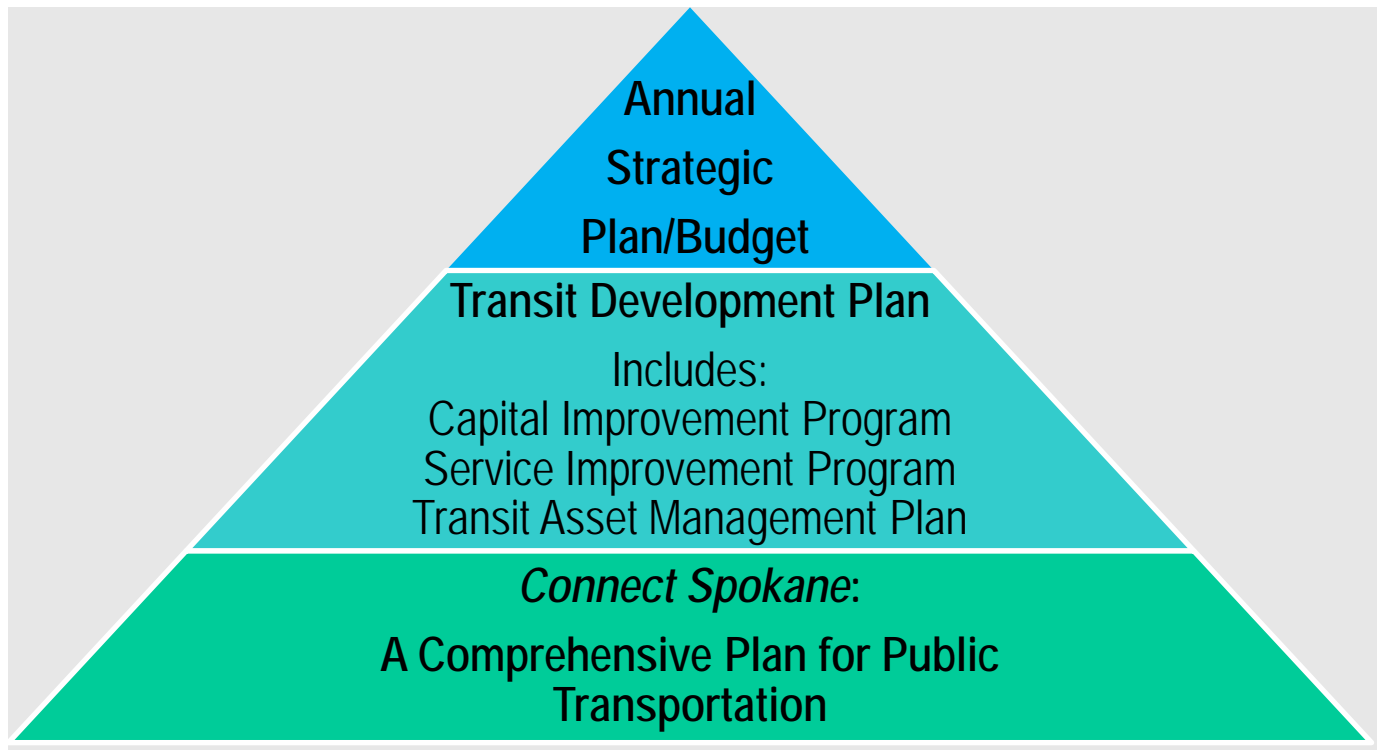 Annual
Strategic
Plan/Budget
Transit Development Plan
Includes:
Capital Improvement Program
Service Improvement Program
Transit Asset Management Plan
Connect Spokane:
A Comprehensive Plan for Public
Transportation